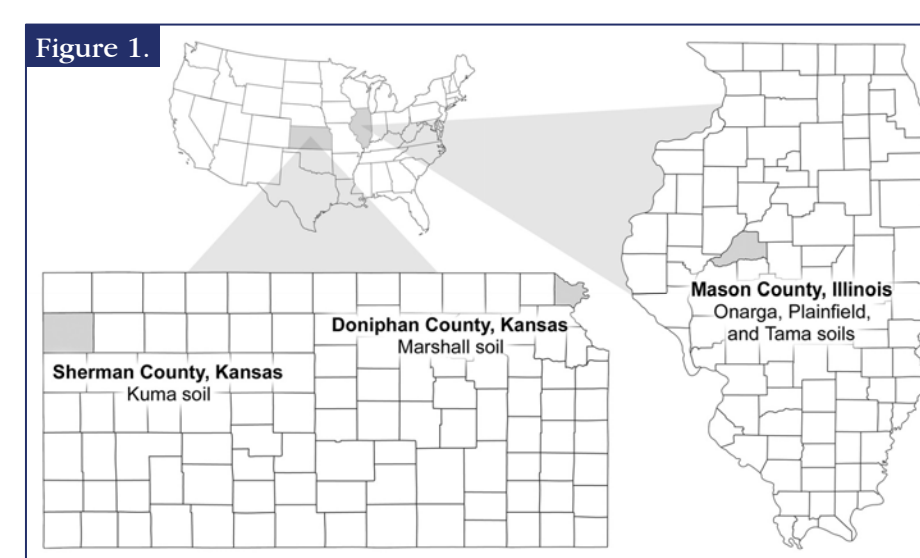 Figure 1.
Mason County, Illinois
Onarga, Plainfield,
and Tama soils
Doniphan County, Kansas
Marshall soil
Sherman County, Kansas
Kuma soil